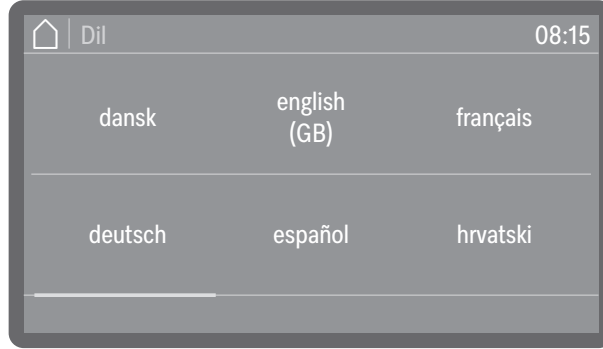 Dil 08:15
dansk english (GB) français
deutsch español hrvatski